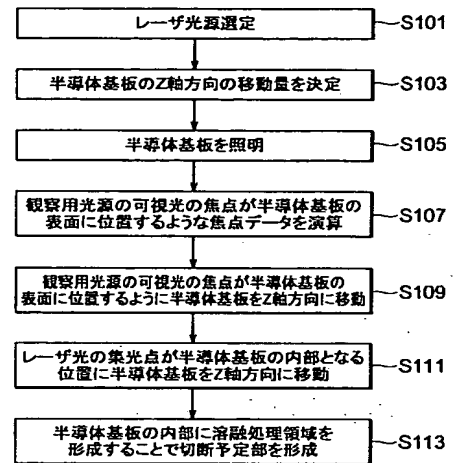 レーザ光源選定
S101
半導体基板のZ軸方向の移動量を決定
S103
半導体基板を照明
S105
観察用光源の可視光の焦点が半導体基板の
表面に位置するような焦点データを演算
S107
観察用光源の可視光の焦点が半導体基板の
表面に位置するように半導体基板をZ軸方向に移動
S109
レーザ光の集光点が半導体基板の内部となる
位置に半導体基板をZ軸方向に移動
S111
半導体基板の内部に溶融処理領域を
形成することで切断予定部を形成
S113